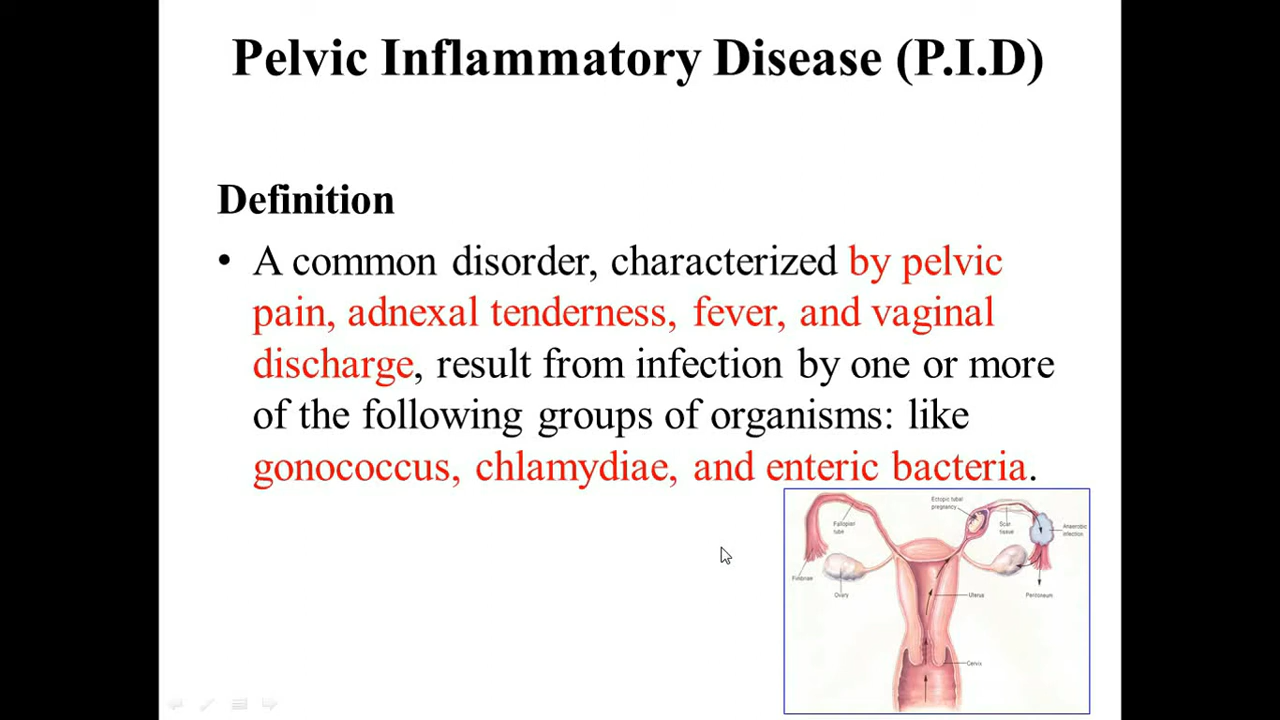 Pelvic Inflammatory Disease (P.I.D)
Definition
• A common disorder, characterized by pelvic
pain, adnexal tenderness, fever, and vaginal
discharge, result from infection by one or more
of the following groups of organisms: like
gonococcus, chlamydiae, and enteric bacteria.
Ectopic tubal
pregnancy
Fallopian
tube
Scar
tissue
Anaerobic
infection
Fimbriae
Ovary
Uterus
Peritoneum
Cervix